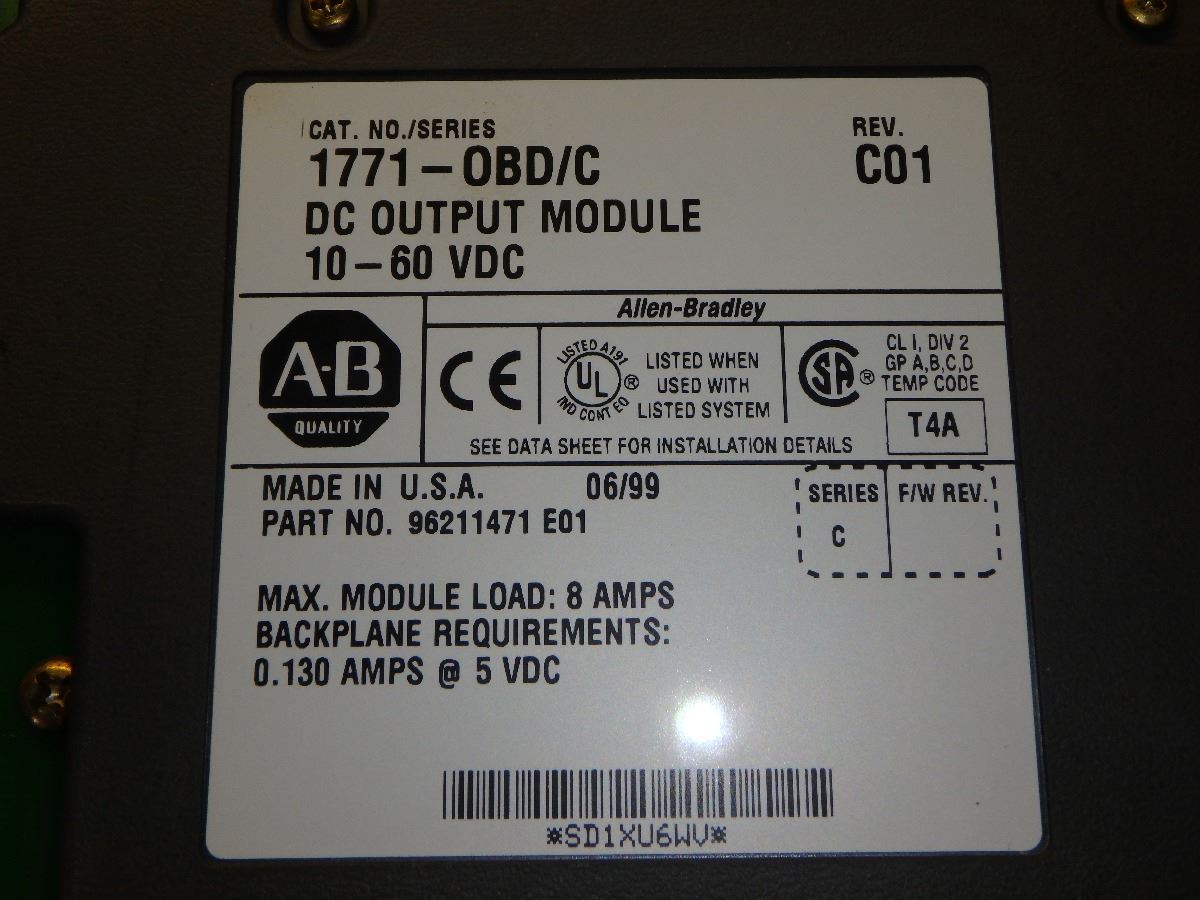 CAT. NO./SERIES REV.
1771-OBD/C C01
DC OUTPUT MODULE
10-60 VDC
Allen-Bradley
A-B
QUALITY
CE
LISTED A191
UL ®
IND CONT EQ
LISTED WHEN
USED WITH
LISTED SYSTEM
SA ®
CL I, DIV 2
GP A,B,C,D
TEMP CODE
T4A
SEE DATA SHEET FOR INSTALLATION DETAILS
MADE IN U.S.A. 06/99
PART NO. 96211471 E01
SERIES F/W REV.
C
MAX. MODULE LOAD: 8 AMPS
BACKPLANE REQUIREMENTS:
0.130 AMPS @ 5 VDC
*SD1XU6WV*